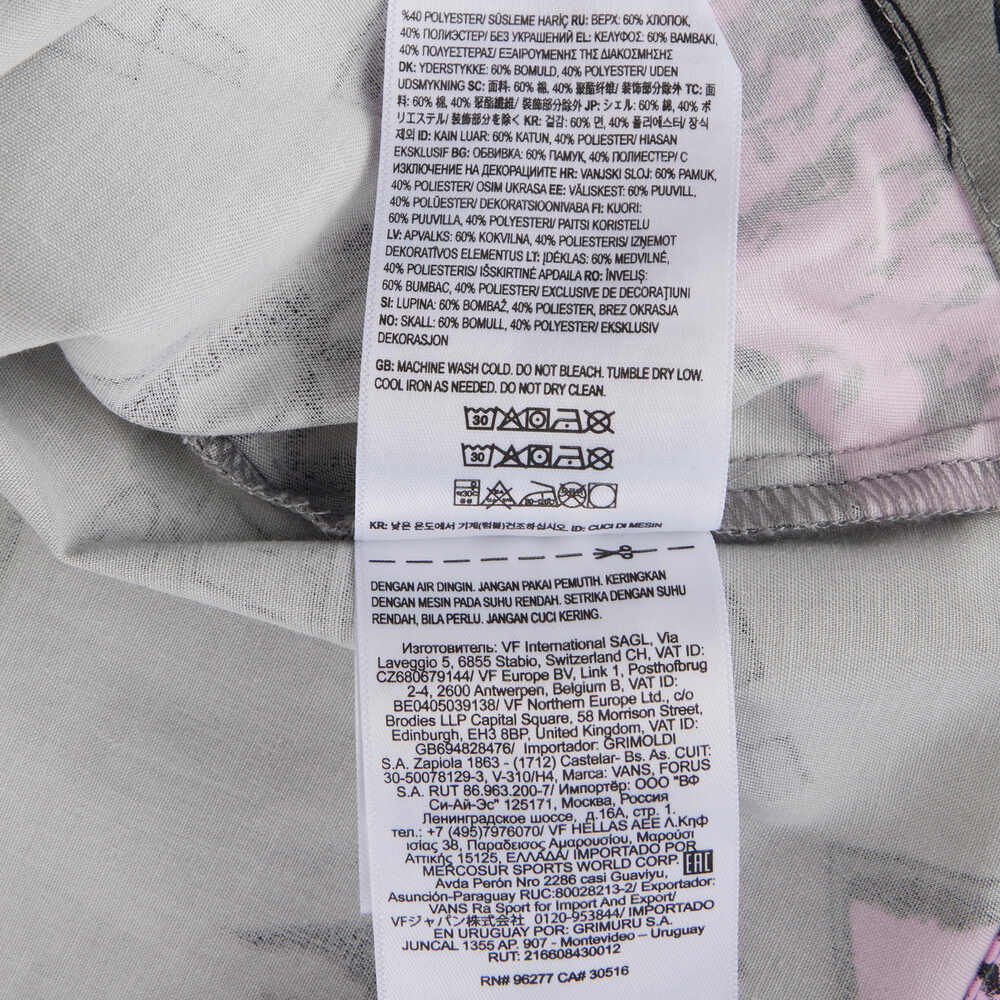 %40 POLYESTER/ SÜSLEME HARİÇ RU: ВЕРХ: 60% ХЛОПОК,
40% ПОЛИЭСТЕР/ БЕЗ УКРАШЕНИЙ EL: ΚΕΛΥΦΟΣ: 60% ΒΑΜΒΑΚΙ,
40% ΠΟΛΥΕΣΤΕΡΑΣ/ ΕΞΑΙΡΟΥΜΕΝΗΣ ΤΗΣ ΔΙΑΚΟΣΜΗΣΗΣ
DK: YDERSTYKKE: 60% BOMULD, 40% POLYESTER/ UDEN
UDSMYKNING SC: 面料: 60% 棉, 40% 聚酯纤维/ 装饰部分除外 TC: 面
料: 60% 棉, 40% 聚酯纖維/ 裝飾部分除外 JP: シェル: 60% 綿, 40% ポ
リエステル/ 装飾部分を除く KR: 겉감: 60% 면, 40% 폴리에스터/ 장식
제외 ID: KAIN LUAR: 60% KATUN, 40% POLIESTER/ HIASAN
EKSKLUSIF BG: ОБВИВКА: 60% ПАМУК, 40% ПОЛИЕСТЕР/ С
ИЗКЛЮЧЕНИЕ НА ДЕКОРАЦИИТЕ HR: VANJSKI SLOJ: 60% PAMUK,
40% POLIESTER/ OSIM UKRASA EE: VÄLISKEST: 60% PUUVILL,
40% POLÜESTER/ DEKORATSIOONIVABA FI: KUORI:
60% PUUVILLA, 40% POLYESTERI/ PAITSI KORISTELU
LV: APVALKS: 60% KOKVILNA, 40% POLIESTERIS/ IZŅEMOT
DEKORATĪVOS ELEMENTUS LT: ĮDĖKLAS: 60% MEDVILNĖ,
40% POLIESTERIS/ IŠSKIRTINĖ APDAILA RO: ÎNVELIŞ:
60% BUMBAC, 40% POLIESTER/ EXCLUSIVE DE DECORAŢIUNI
SI: LUPINA: 60% BOMBAŽ, 40% POLIESTER, BREZ OKRASJA
NO: SKALL: 60% BOMULL, 40% POLYESTER/ EKSKLUSIV
DEKORASJON
GB: MACHINE WASH COLD. DO NOT BLEACH. TUMBLE DRY LOW.
COOL IRON AS NEEDED. DO NOT DRY CLEAN.
30
30
KR: 낮은 온도에서 기계(텀블)건조하십시오. ID: CUCI DI MESIN
DENGAN AIR DINGIN. JANGAN PAKAI PEMUTIH. KERINGKAN
DENGAN MESIN PADA SUHU RENDAH. SETRIKA DENGAN SUHU
RENDAH, BILA PERLU. JANGAN CUCI KERING.
Изготовитель: VF International SAGL, Via
Laveggio 5, 6855 Stabio, Switzerland CH, VAT ID:
CZ680679144/ VF Europe BV, Link 1, Posthofbrug
2-4, 2600 Antwerpen, Belgium B, VAT ID:
BE0405039138/ VF Northern Europe Ltd., c/o
Brodies LLP Capital Square, 58 Morrison Street,
Edinburgh, EH3 8BP, United Kingdom, VAT ID:
GB694828476/ Importador: GRIMOLDI
S.A. Zapiola 1863 - (1712) Castelar- Bs. As. CUIT:
30-50078129-3, V-310/H4, Marca: VANS, FORUS
S.A. RUT 86.963.200-7/ Импортёр: ООО "ВФ
Си-Ай-Эс" 125171, Москва, Россия
Ленинградское шоссе, д.16А, стр. 1.
тел.: +7 (495)7976070/ VF HELLAS ΑΕΕ Λ.Κηφ
ισίας 38, Παράδεισος Αμαρουσίου, Μαρούσι
Αττικής 15125, ΕΛΛΑΔΑ/ IMPORTADO POR
MERCOSUR SPORTS WORLD CORP. EAC
Avda Perón Nro 2286 casi Guaviyu,
Asunción-Paraguay RUC:80028213-2/ Exportador:
VANS Ra Sport for Import And Export/
VFジャパン株式会社 0120-953844/ IMPORTADO
EN URUGUAY POR: GRIMURU S.A.
JUNCAL 1355 AP. 907 - Montevideo – Uruguay
RUT: 216608430012
RN# 96277 CA# 30516